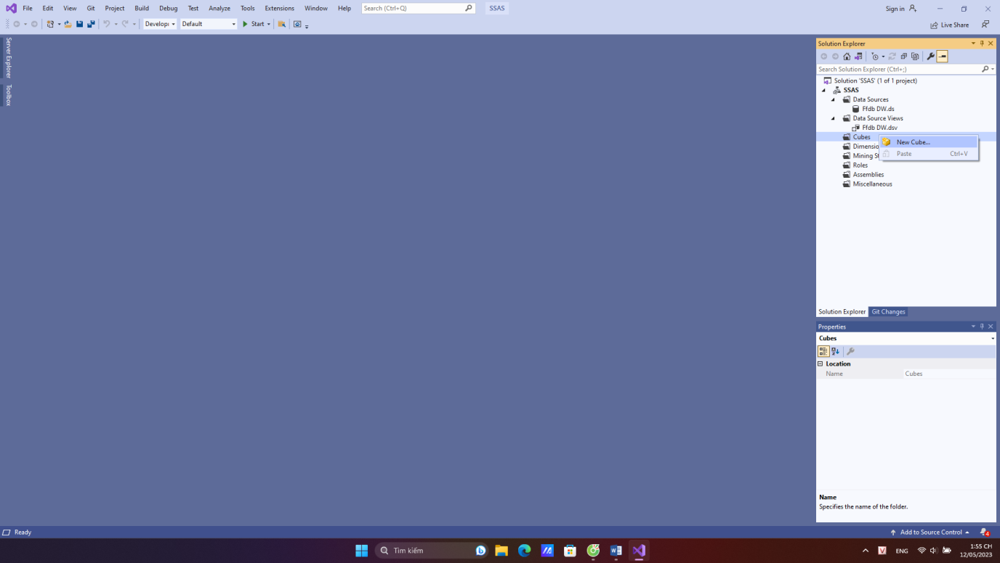 File Edit View Git Project Build Debug Test Analyze Tools Extensions Window Help Search (Ctrl+Q) SSAS Sign in
Develop Default Start Live Share
Server Explorer
Toolbox
Solution Explorer
Search Solution Explorer (Ctrl+;)
Solution 'SSAS' (1 of 1 project)
SSAS
Data Sources
Ffdb DW.ds
Data Source Views
Ffdb DW.dsv
Cubes
New Cube...
Dimensio
Paste Ctrl+V
Mining St
Roles
Assemblies
Miscellaneous
Solution Explorer Git Changes
Properties
Cubes
Location
Name Cubes
Name
Specifies the name of the folder.
Ready Add to Source Control 4
Tìm kiếm
V ENG 1:55 CH
12/05/2023